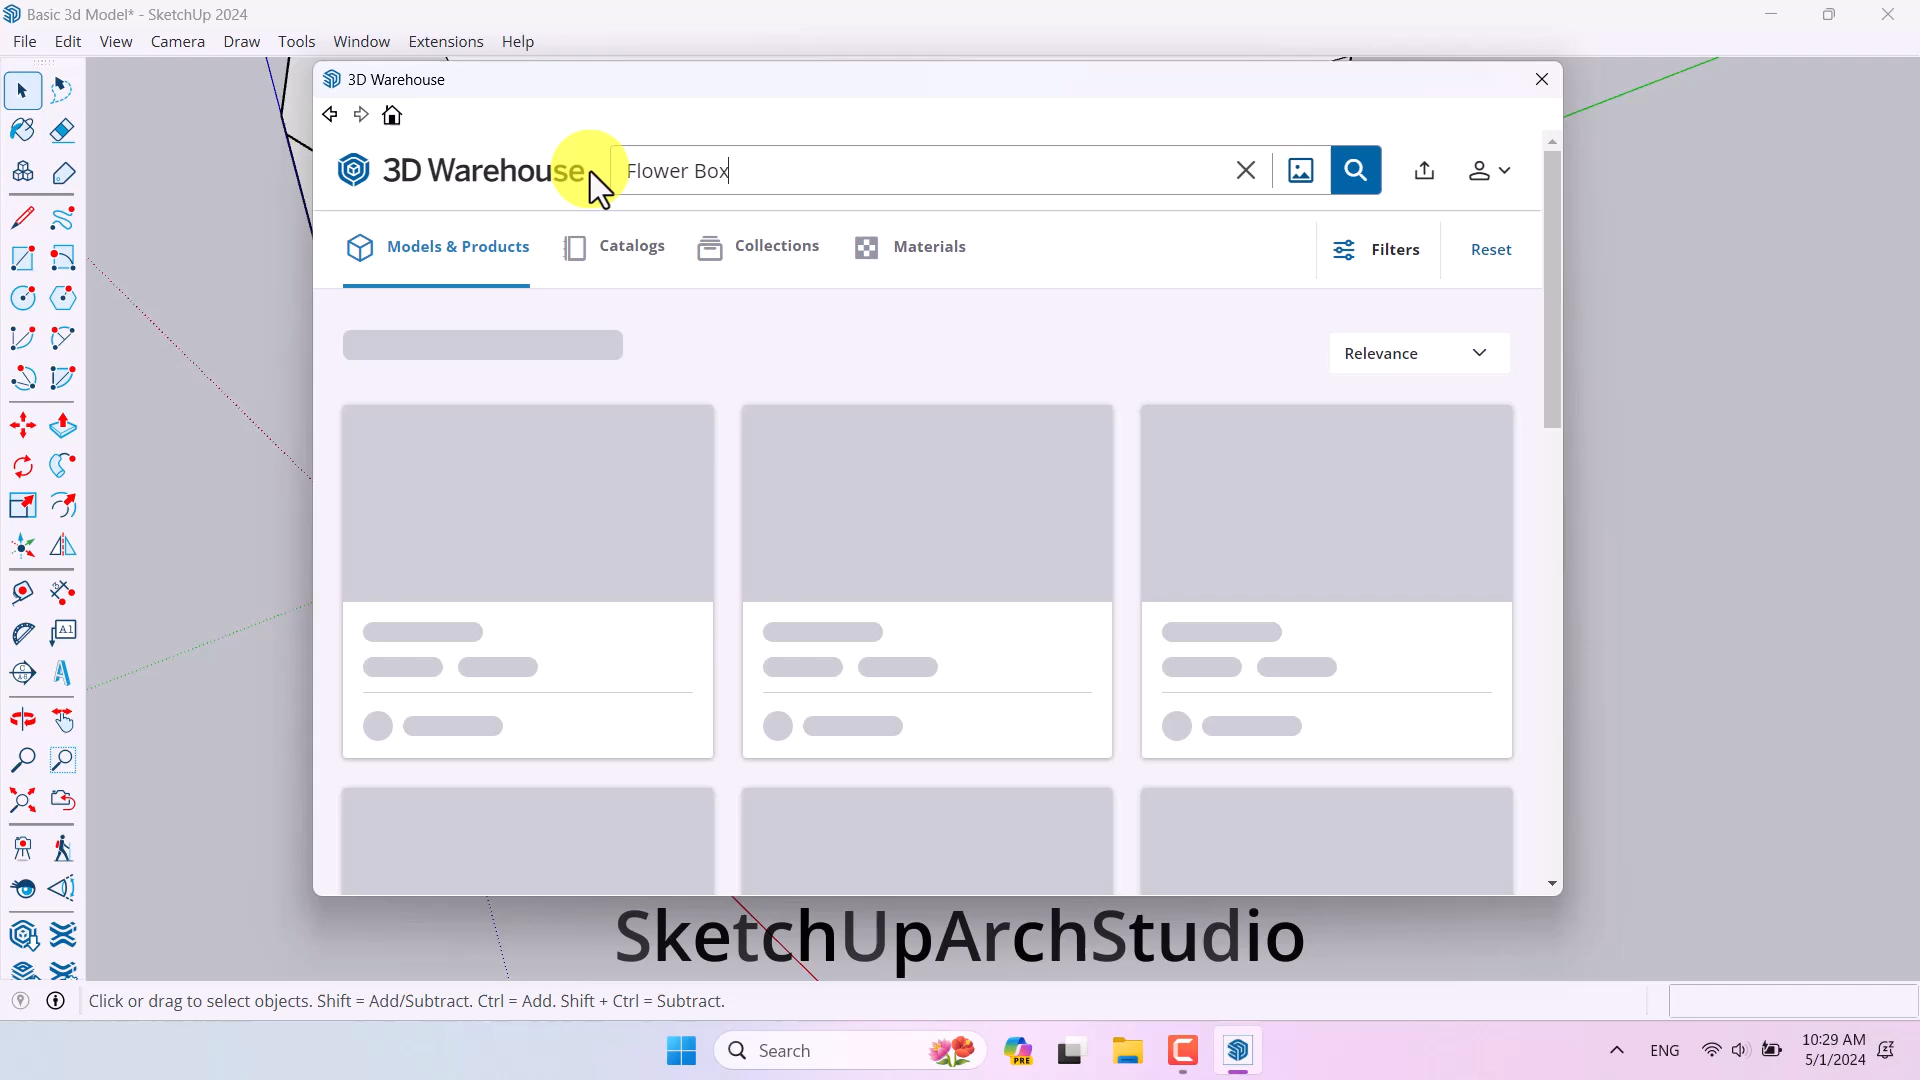 Basic 3d Model* - SketchUp 2024
File Edit View Camera Draw Tools Window Extensions Help
3D Warehouse
3D Warehouse
Flower Box
Models & Products Catalogs Collections Materials Filters Reset
Relevance
SketchUpArchStudio
Click or drag to select objects. Shift = Add/Subtract. Ctrl = Add. Shift + Ctrl = Subtract.
Search
PRE
ENG
10:29 AM
5/1/2024